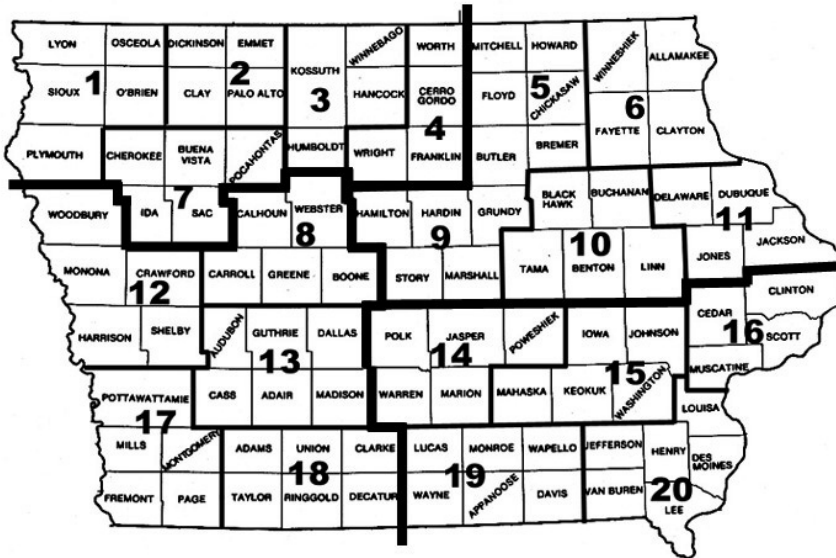 LYON
OSCEOLA
DICKINSON
EMMET
WINNEBAGO
WORTH
MITCHELL
HOWARD
WINNESHIEK
ALLAMAKEE
KOSSUTH
1
2
3
5
6
SIOUX
O'BRIEN
CLAY
PALO ALTO
HANCOCK
CERRO
GORDO
FLOYD
CHICKASAW
4
FAYETTE
CLAYTON
PLYMOUTH
CHEROKEE
BUENA
VISTA
POCAHONTAS
HUMBOLDT
WRIGHT
FRANKLIN
BUTLER
BREMER
7
IDA
SAC
WOODBURY
CALHOUN
WEBSTER
8
HAMILTON
HARDIN
9
GRUNDY
BLACK
HAWK
BUCHANAN
DELAWARE
DUBUQUE
11
10
MONONA
CRAWFORD
12
CARROLL
GREENE
BOONE
STORY
MARSHALL
TAMA
BENTON
LINN
JONES
JACKSON
CLINTON
HARRISON
SHELBY
AUDUBON
GUTHRIE
DALLAS
13
POLK
JASPER
14
POWESHIEK
IOWA
JOHNSON
CEDAR
16
SCOTT
MUSCATINE
POTTAWATTAMIE
17
CASS
ADAIR
MADISON
WARREN
MARION
MAHASKA
KEOKUK
15
WASHINGTON
LOUISA
MILLS
MONTGOMERY
ADAMS
UNION
CLARKE
LUCAS
MONROE
WAPELLO
JEFFERSON
HENRY
DES
MOINES
18
19
20
FREMONT
PAGE
TAYLOR
RINGGOLD
DECATUR
WAYNE
APPANOOSE
DAVIS
VAN BUREN
LEE